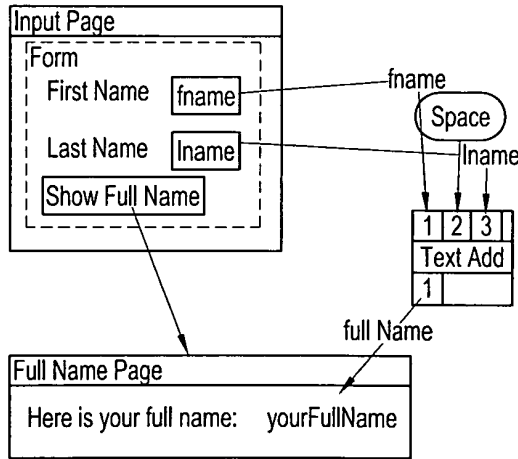 Input Page
Form
First Name fname
Last Name lname
Show Full Name
fname
Space
lname
1 2 3
Text Add
1
full Name
Full Name Page
Here is your full name: yourFullName